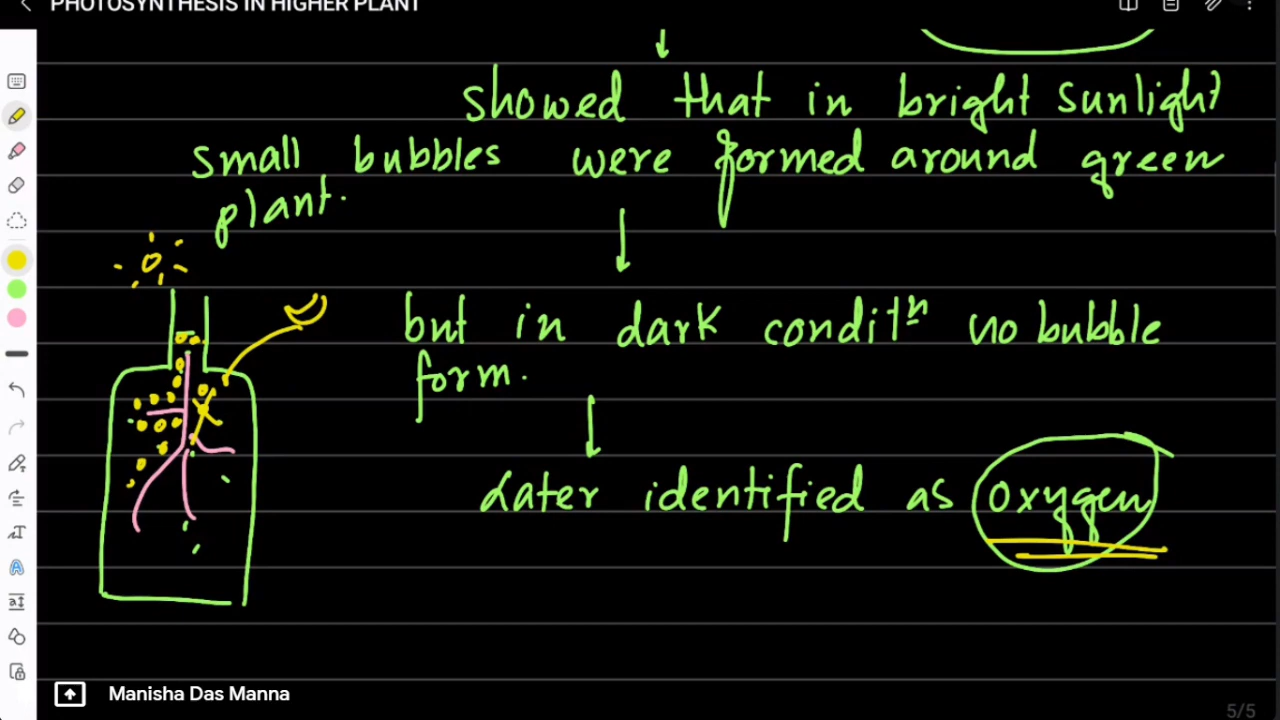 PHOTOSYNTHESIS IN HIGHER PLANT
showed that in bright sunlight
small bubbles were formed around green
plant.
but in dark conditn no bubble
form.
Later identified as oxygen
Manisha Das Manna
5/5